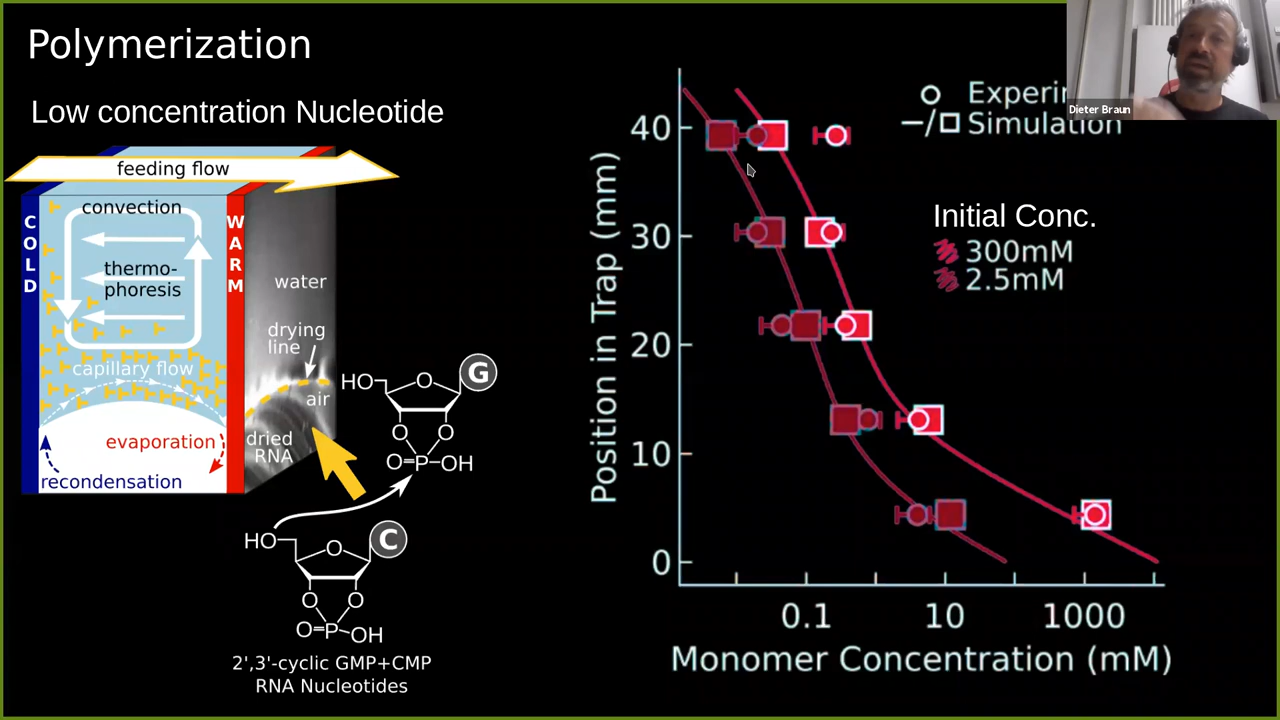 Polymerization
Low concentration Nucleotide
feeding flow
convection
COLD
WARM
thermo-
phoresis
water
drying
line
capillary flow
air
evaporation
dried
RNA
recondensation
HO
G
O
O
O
O=P-OH
HO
C
O
O
O
O=P-OH
2',3'-cyclic GMP+CMP
RNA Nucleotides
Position in Trap (mm)
40
30
20
10
0
0.1
10
1000
Monomer Concentration (mM)
Simulation
Initial Conc.
300mM
2.5mM
Dieter Braun